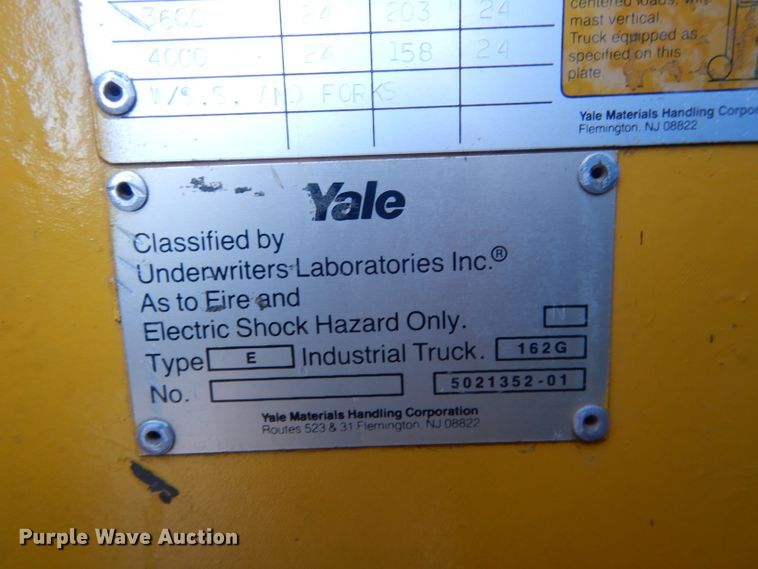 3600 24 203 24
4000 24 158 24
W/S.S. AND FORKS
centered loads, with
mast vertical.
Truck equipped as
specified on this
plate.
Yale Materials Handling
Flemington, NJ 08822
Yale
Classified by
Underwriters Laboratories Inc.®
As to Fire and
Electric Shock Hazard Only. N
Type E Industrial Truck. 162G
No. 5021352-01
Yale Materials Handling Corporation
Routes 523 & 31 Flemington, NJ 08822
Purple Wave Auction